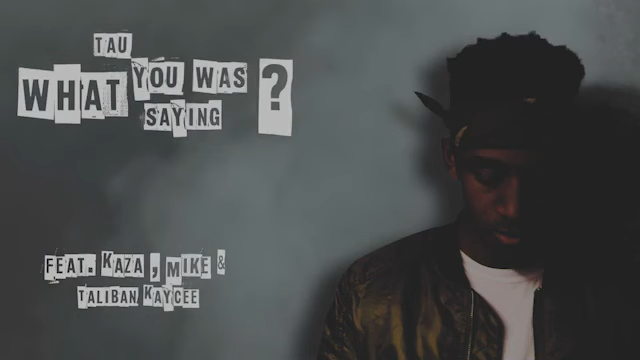 TAU
WHAT YOU WAS
SAYING ?
FEAT. KAZA, MIKE &
TALIBAN KAYCEE